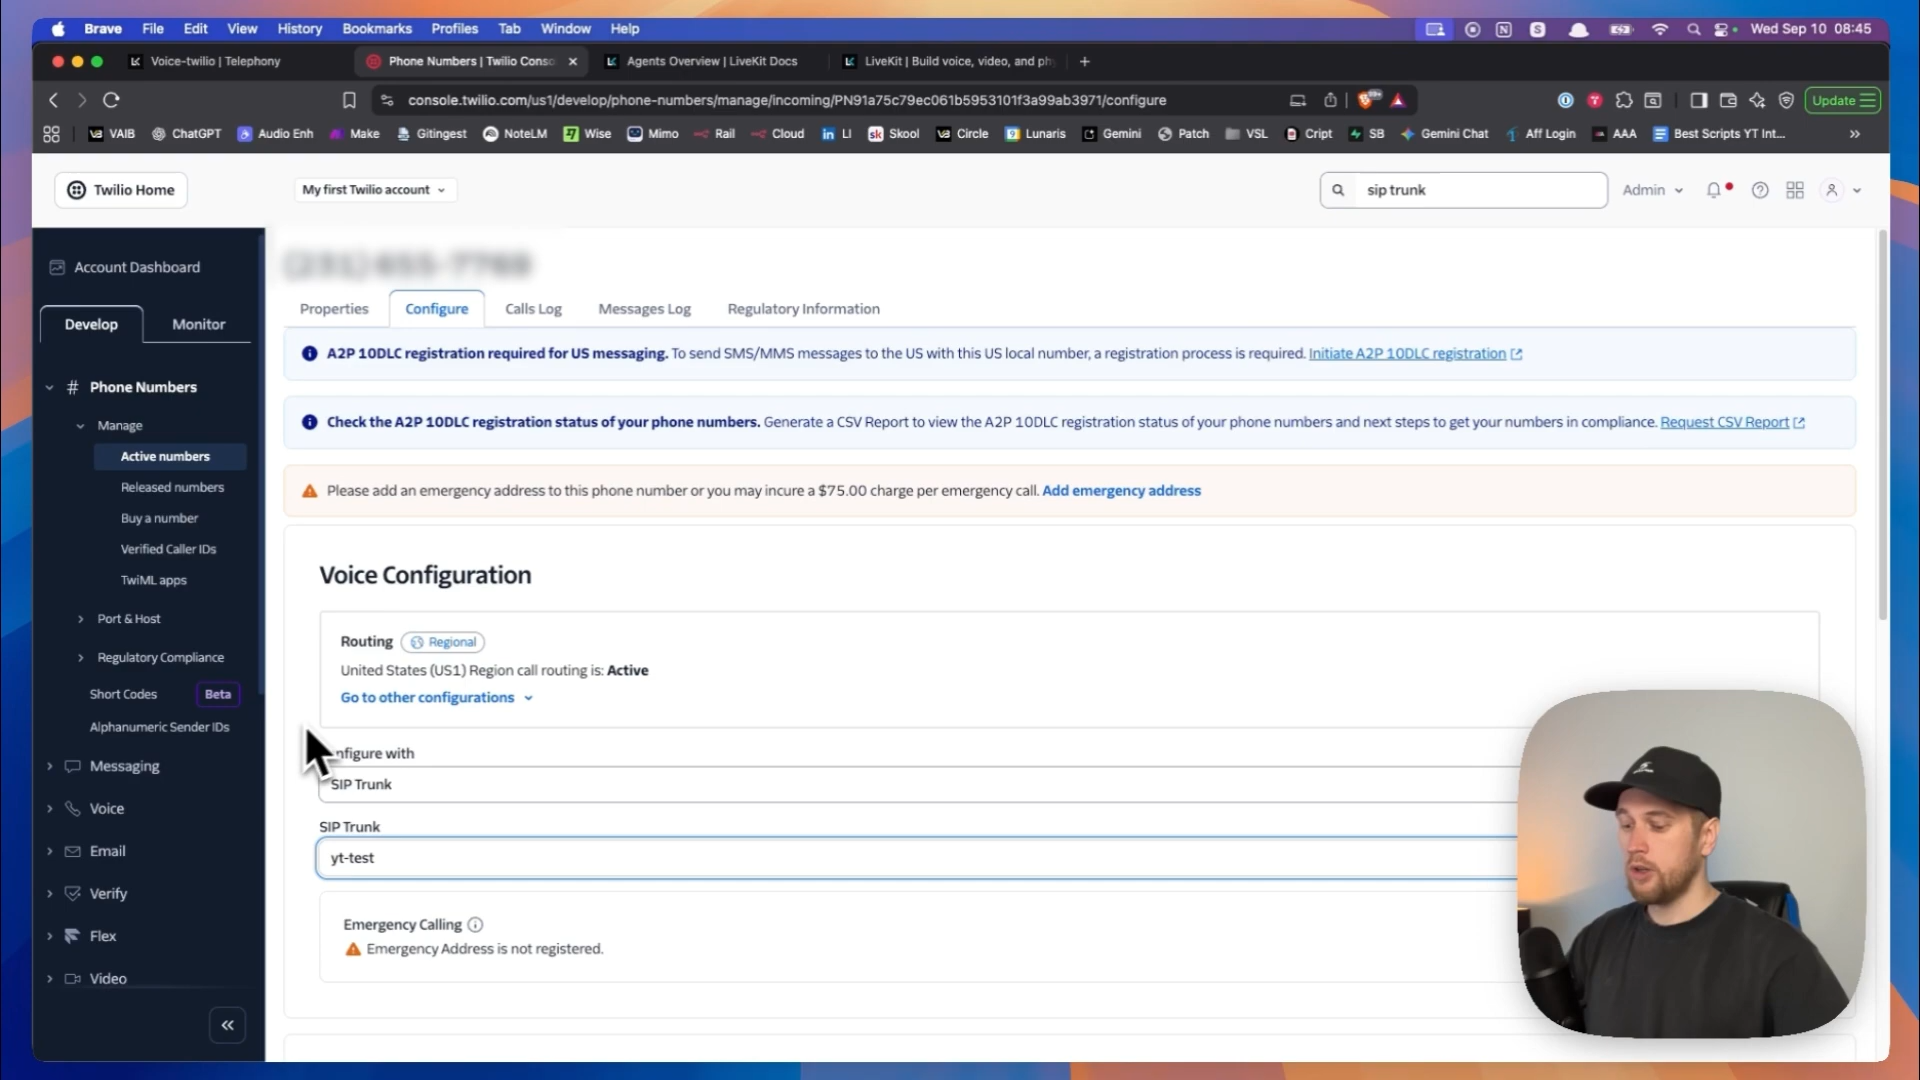 Brave File Edit View History Bookmarks Profiles Tab Window Help
Wed Sep 10 08:45
Voice-twilio | Telephony
Phone Numbers | Twilio Conso
Agents Overview | LiveKit Docs
LiveKit | Build voice, video, and ph
console.twilio.com/us1/develop/phone-numbers/manage/incoming/PN91a75c79ec061b5953101f3a99ab3971/configure
99+
Update
VAIB ChatGPT Audio Enh Make Gitingest NoteLM Wise Mimo Rail Cloud LI Skool Circle Lunaris Gemini Patch VSL Cript SB Gemini Chat Aff Login AAA Best Scripts YT Int... »
Twilio Home
My first Twilio account
sip trunk
Admin
Account Dashboard
Develop
Monitor
Phone Numbers
Manage
Active numbers
Released numbers
Buy a number
Verified Caller IDs
TwiML apps
Port & Host
Regulatory Compliance
Short Codes Beta
Alphanumeric Sender IDs
Messaging
Voice
Email
Verify
Flex
Video
Properties Configure Calls Log Messages Log Regulatory Information
A2P 10DLC registration required for US messaging. To send SMS/MMS messages to the US with this US local number, a registration process is required. Initiate A2P 10DLC registration
Check the A2P 10DLC registration status of your phone numbers. Generate a CSV Report to view the A2P 10DLC registration status of your phone numbers and next steps to get your numbers in compliance. Request CSV Report
Please add an emergency address to this phone number or you may incure a $75.00 charge per emergency call. Add emergency address
Voice Configuration
Routing Regional
United States (US1) Region call routing is: Active
Go to other configurations
nfigure with
SIP Trunk
SIP Trunk
yt-test
Emergency Calling
Emergency Address is not registered.